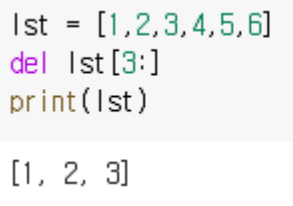 lst = [1,2,3,4,5,6]
del lst[3:]
print(lst)
[1, 2, 3]